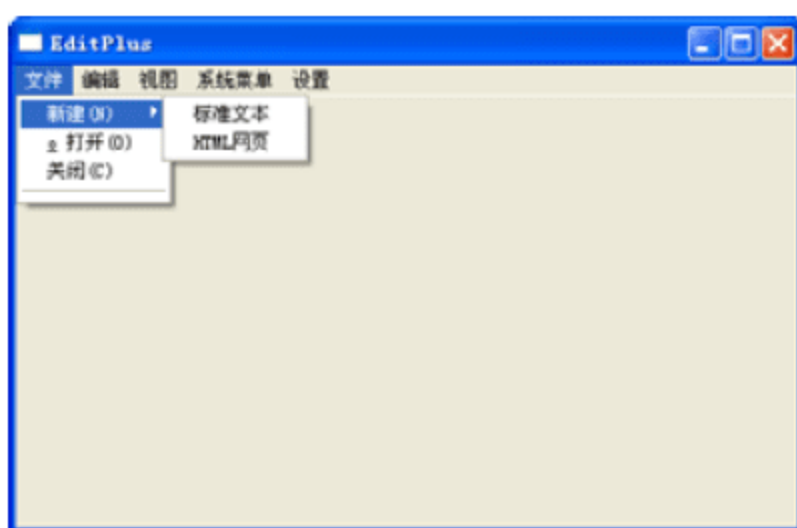 EditPlus
文件 编辑 视图 系统菜单 设置
新建(N) 标准文本
o 打开(O) HTML网页
关闭(C)